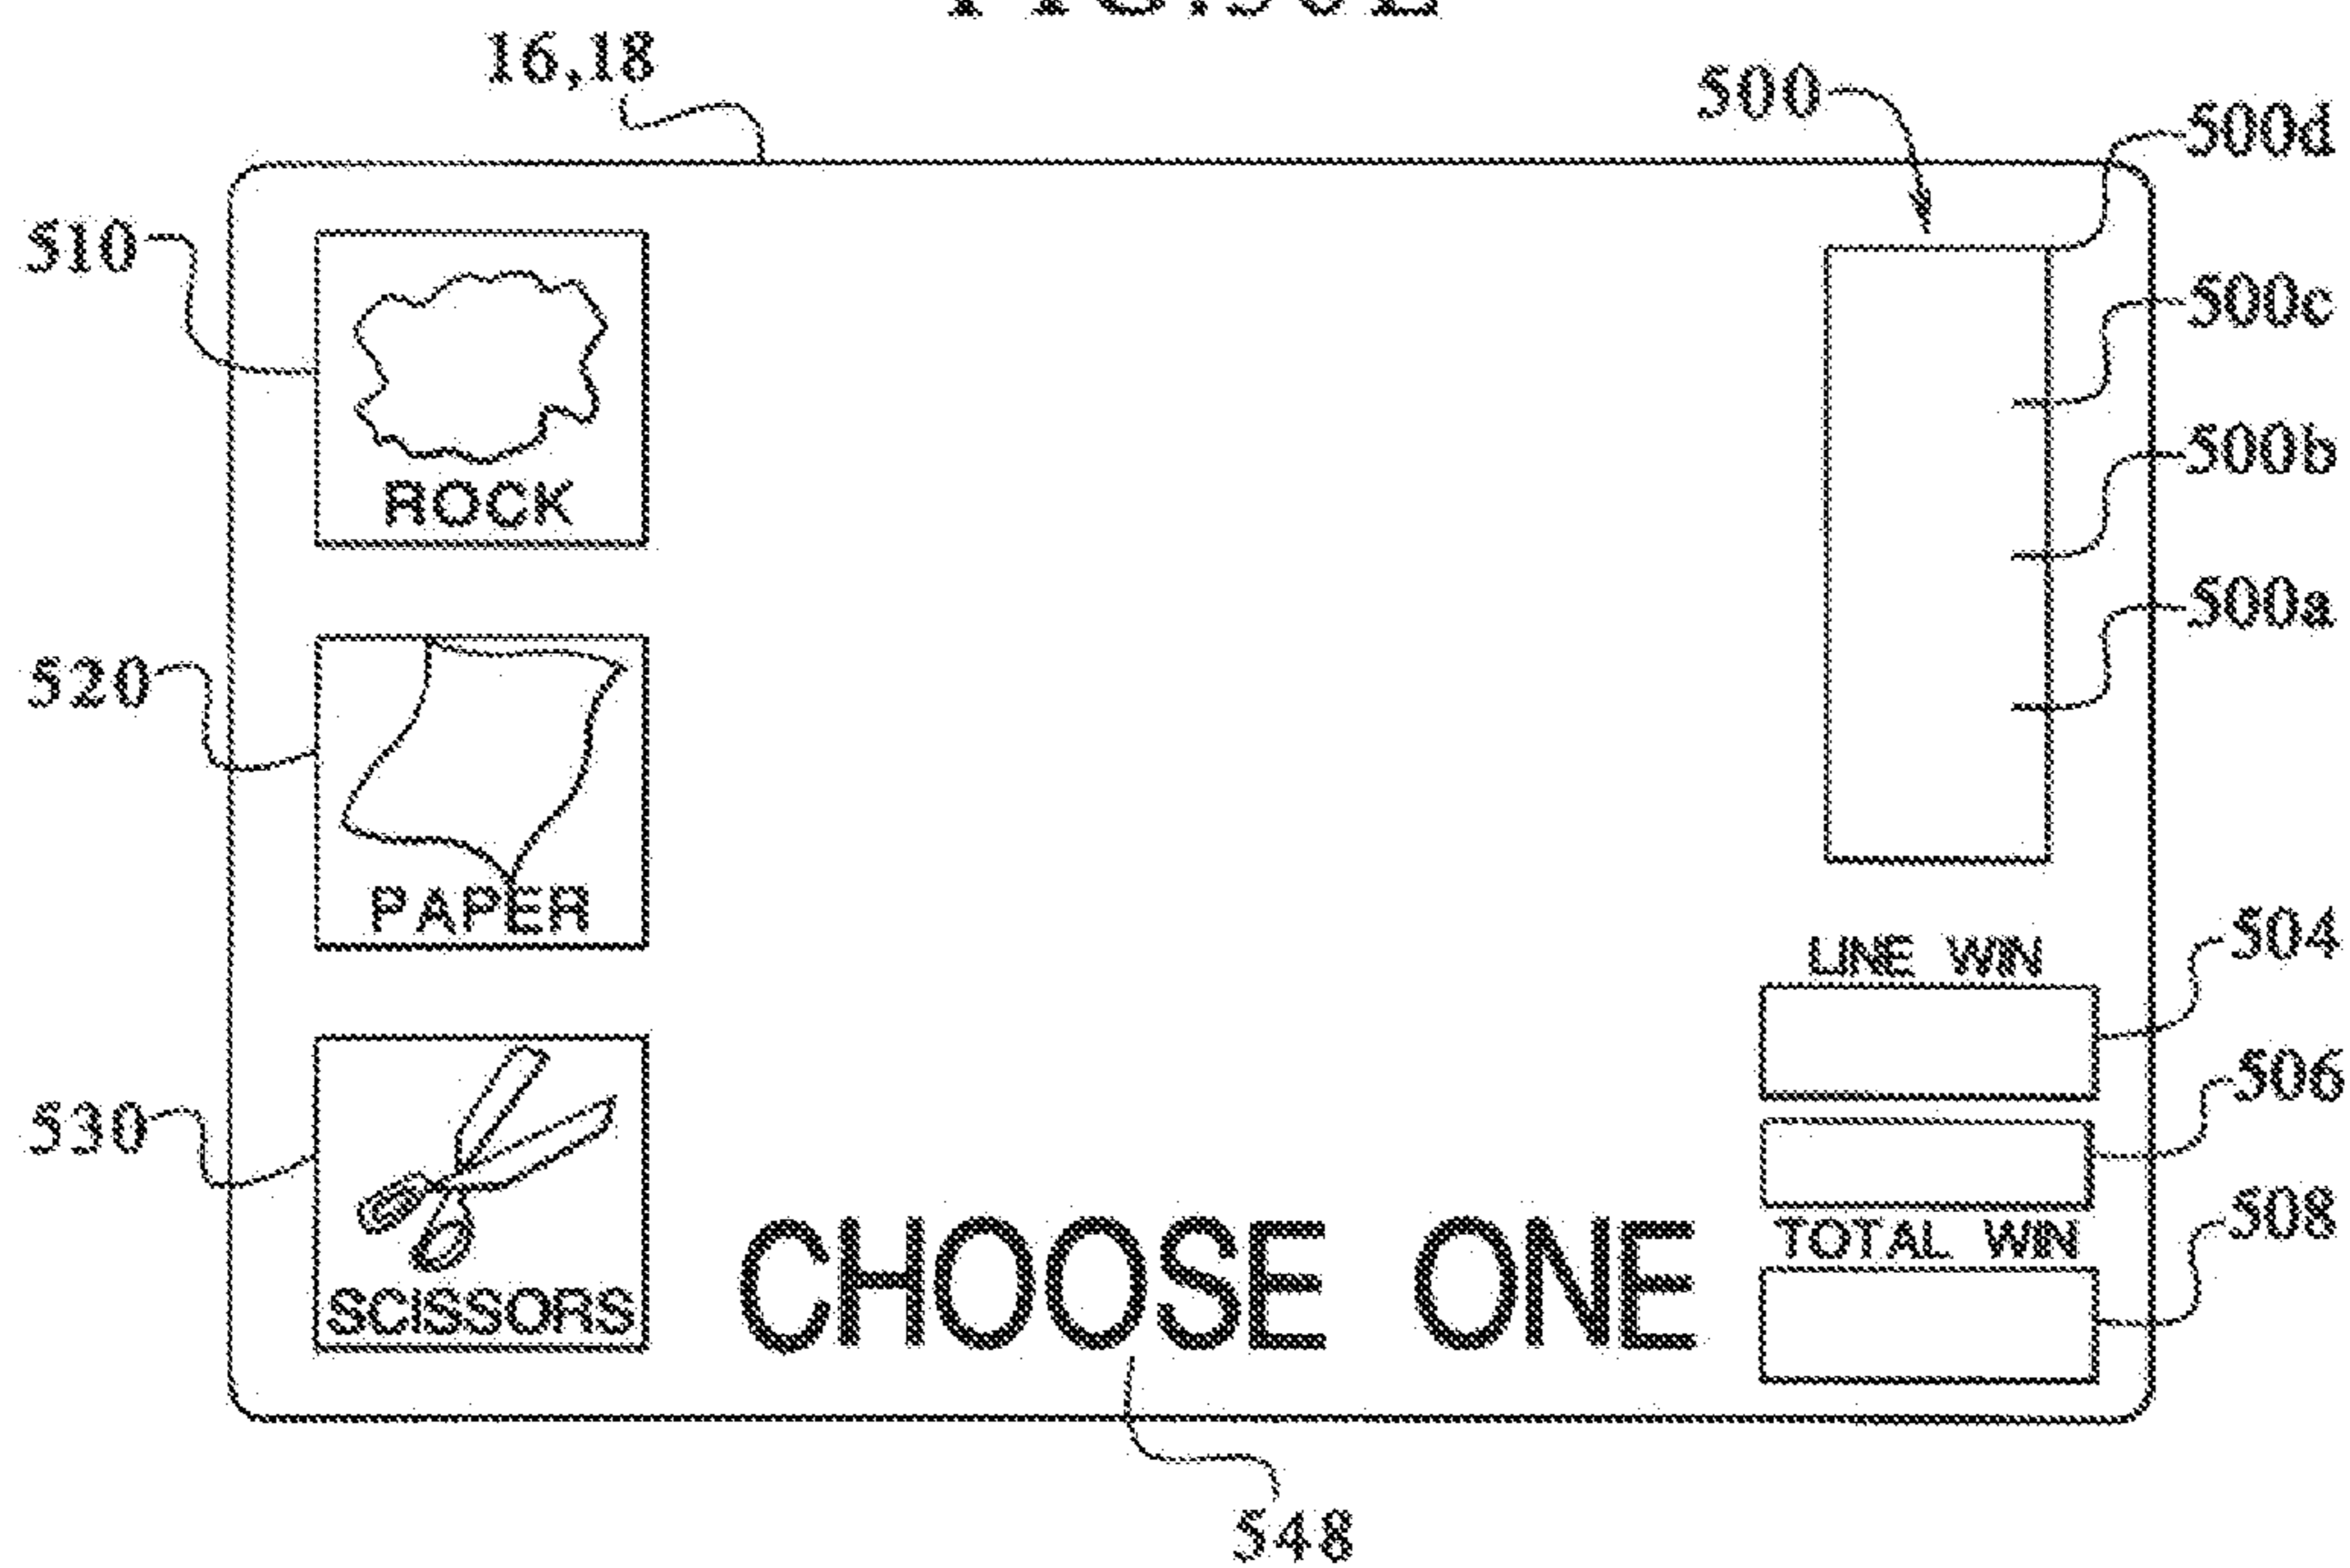 16,18
500
500d
510
500c
ROCK
500b
500a
520
PAPER
504
LINE WIN
506
530
508
TOTAL WIN
CHOOSE ONE
SCISSORS
548